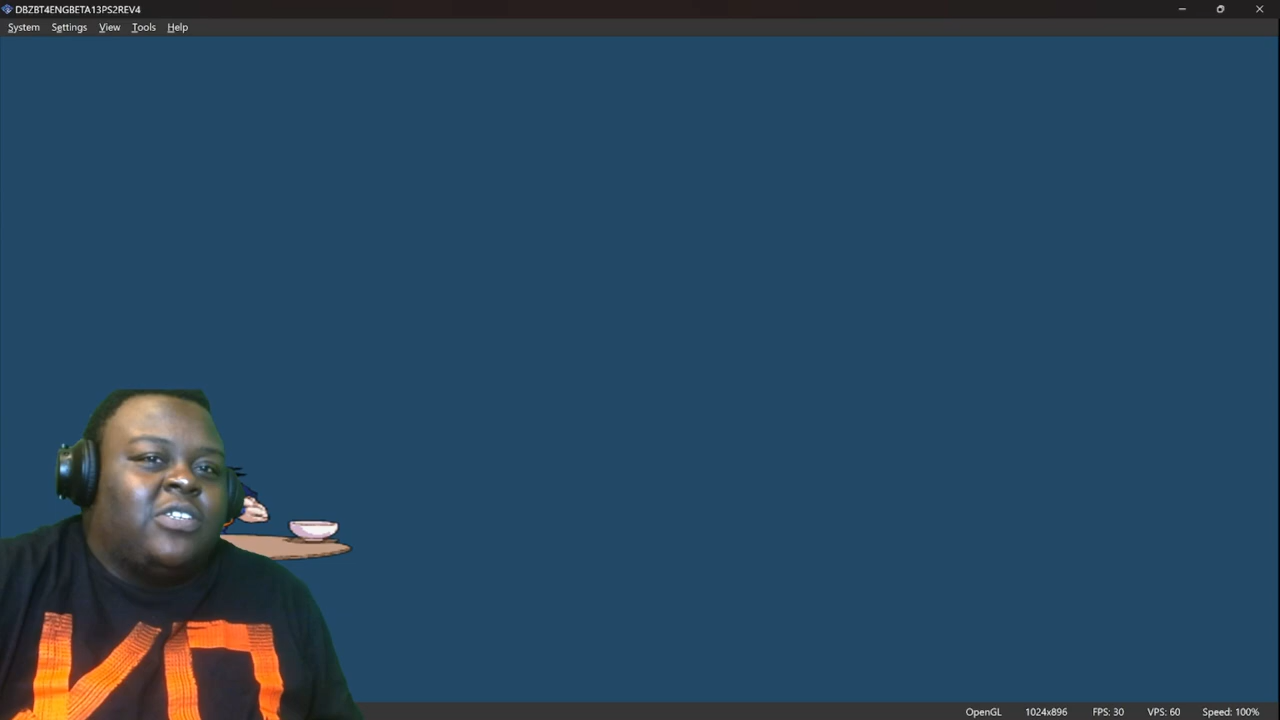 DBZBT4ENGBETA13PS2REV4
System Settings View Tools Help
OpenGL 1024x896 FPS: 30 VPS: 60 Speed: 100%